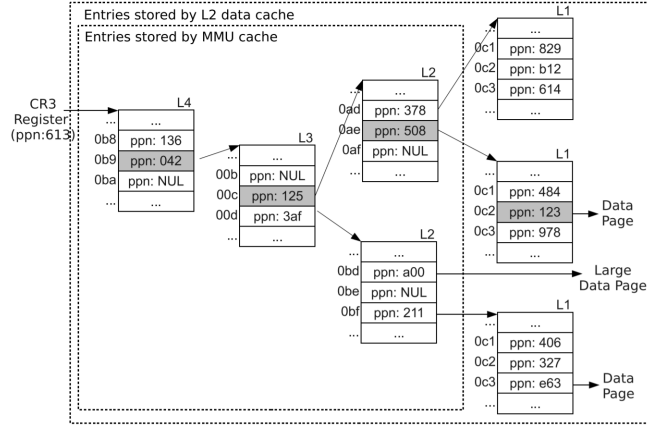 Entries stored by L2 data cache
Entries stored by MMU cache
CR3
Register
(ppn:613)
L4
...
...
0b8 ppn: 136
0b9 ppn: 042
0ba ppn: NUL
...
...
L3
...
...
00b ppn: NUL
00c ppn: 125
00d ppn: 3af
...
...
L2
...
...
0ad ppn: 378
0ae ppn: 508
0af ppn: NUL
...
...
L2
...
...
0bd ppn: a00
0be ppn: NUL
0bf ppn: 211
...
...
L1
...
...
0c1 ppn: 829
0c2 ppn: b12
0c3 ppn: 614
...
...
L1
...
...
0c1 ppn: 484
0c2 ppn: 123
0c3 ppn: 978
...
...
Data
Page
Large
Data Page
L1
...
...
0c1 ppn: 406
0c2 ppn: 327
0c3 ppn: e63
...
...
Data
Page